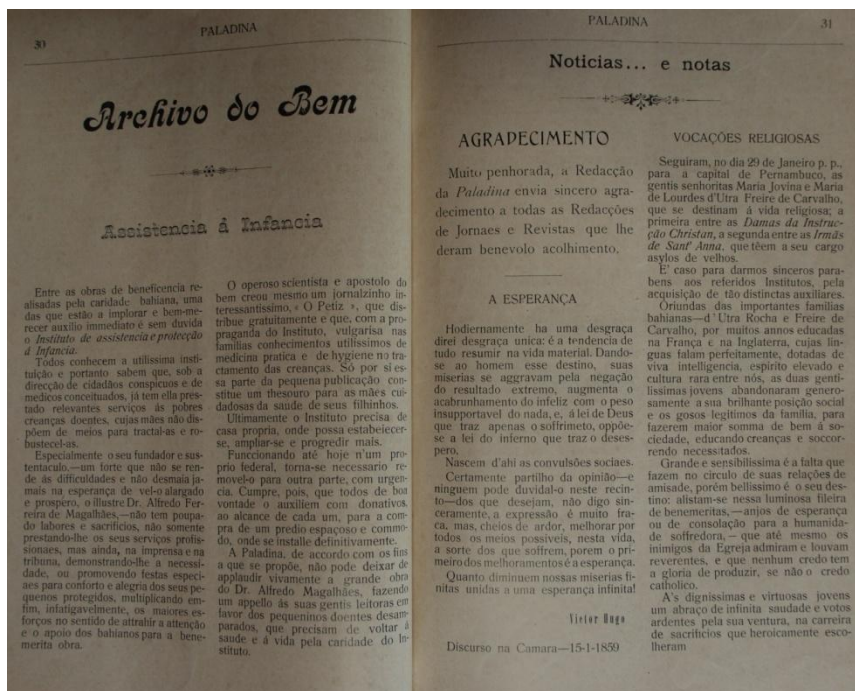 30
PALADINA
Archivo do Bem
Assistencia á Infancia
Entre as obras de beneficencia re-
alisadas pela caridade bahiana, uma
das que estão a implorar e bem-me-
recer auxilio immediato é sem duvida
o Instituto de assistencia e protecção
á Infancia.
Todos conhecem a utilissima insti-
tuição e portanto sabem que, sob a
direcção de cidadãos conspicuos e de
medicos conceituados, já tem ella pres-
tado relevantes serviços ás pobres
creanças doentes, cujas mães não dis-
põem de meios para tractal-as e ro-
bustecel-as.
Especialmente o seu fundador e sus-
tentaculo,—um forte que não se ren-
de ás difficuldades e não desmaia ja-
mais na esperança de vel-o alargado
e prospero, o illustre Dr. Alfredo Fer-
reira de Magalhães,—não tem poupa-
do labores e sacrificios, não somente
prestando-lhe os seus serviços profis-
sionaes, mas ainda, na imprensa e na
tribuna, demonstrando-lhe a necessi-
dade, ou promovendo festas especi-
aes para conforto e alegria dos seus pe-
quenos protegidos, multiplicando em-
fim, infatigavelmente, os maiores es-
forços no sentido de attrahir a attenção
e o apoio dos bahianos para a bene-
merita obra.
O operoso scientista e apostolo do
bem creou mesmo um jornalzinho in-
teressantissimo, « O Petiz », que dis-
tribue gratuitamente e que, com a pro-
paganda do Instituto, vulgarisa nas
familias conhecimentos utilissimos de
medicina pratica e de hygiene no tra-
ctamento das creanças. Só por si es-
sa parte da pequena publicação con-
stitue um thesouro para as mães cui-
dadosas da saude de seus filhinhos.
Ultimamente o Instituto precisa de
casa propria, onde possa estabelecer-
se, ampliar-se e progredir mais.
Funccionando até hoje n'um pro-
prio federal, torna-se necessario re-
movel-o para outra parte, com urgen-
cia. Cumpre, pois, que todos de boa
vontade o auxiliem com donativos,
ao alcance de cada um, para a com-
pra de um predio espaçoso e commo-
do, onde se installe definitivamente.
A Paladina, de accordo com os fins
a que se propõe, não pode deixar de
applaudir vivamente a grande obra
do Dr. Alfredo Magalhães, fazendo
um appello ás suas gentis leitoras em
favor dos pequeninos doentes desam-
parados, que precisam de voltar á
saude e á vida pela caridade do In-
stituto.
PALADINA
31
Noticias... e notas
AGRADECIMENTO
Muito penhorada, a Redacção
da Paladina envia sincero agra-
decimento a todas as Redacções
de Jornaes e Revistas que lhe
deram benevolo acolhimento.
A ESPERANÇA
Hodiernamente ha uma desgraça
direi desgraça unica: é a tendencia de
tudo resumir na vida material. Dando-
se ao homem esse destino, suas
miserias se aggravam pela negação
do resultado extremo, augmenta o
acabrunhamento do infeliz com o peso
insupportavel do nada, e, á lei de Deus
que traz apenas o soffrimeto, oppõe-
se a lei do inferno que traz o deses-
pero.
Nascem d'ahi as convulsões sociaes.
Certamente partilho da opinião—e
ninguem pode duvidal-o neste recin-
to—dos que desejam, não digo sin-
ceramente, a expressão é muito fra-
ca, mas, cheios de ardor, melhorar por
todos os meios possiveis, nesta vida,
a sorte dos que soffrem, porem o pri-
meiro dos melhoramentos é a esperança.
Quanto diminuem nossas miserias fi-
nitas unidas a uma esperança infinita!
Victor Hugo
Discurso na Camara—15-1-1859
VOCAÇÕES RELIGIOSAS
Seguiram, no dia 29 de Janeiro p. p.,
para a capital de Pernambuco, as
gentis senhoritas Maria Jovina e Maria
de Lourdes d'Utra Freire de Carvalho,
que se destinam á vida religiosa; a
primeira entre as Damas da Instruc-
ção Christan, a segunda entre as Irmãs
de Sant' Anna, que têem a seu cargo
asylos de velhos.
E' caso para darmos sinceros para-
bens aos referidos Institutos, pela
acquisição de tão distinctas auxiliares.
Oriundas das importantes familias
bahianas—d' Utra Rocha e Freire de
Carvalho, por muitos annos educadas
na França e na Inglaterra, cujas lin-
guas falam perfeitamente, dotadas de
viva intelligencia, espirito elevado e
cultura rara entre nós, as duas genti-
lissimas jovens abandonaram genero-
samente a sua brilhante posição social
e os gosos legitimos da familia, para
fazerem maior somma de bem á so-
ciedade, educando creanças e soccor-
rendo necessitados.
Grande e sensibilissima é a falta que
fazem no circulo de suas relações de
amisade, porém bellissimo é o seu des-
tino: alistam-se nessa luminosa fileira
de benemeritas,—anjos de esperança
ou de consolação para a humanida-
de soffredora, — que até mesmo os
inimigos da Egreja admiram e louvam
reverentes, e que nenhum credo tem
a gloria de produzir, se não o credo
catholico.
A's dignissimas e virtuosas jovens
um abraço de infinita saudade e votos
ardentes pela sua ventura, na carreira
de sacrificios que heroicamente esco-
lheram